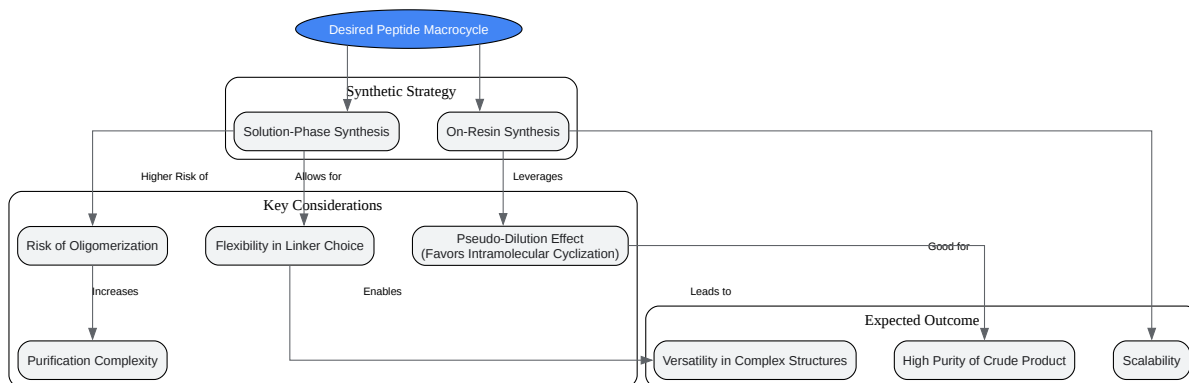 Desired Peptide Macrocycle
Synthetic Strategy
Solution-Phase Synthesis
On-Resin Synthesis
Higher Risk of
Allows for
Leverages
Key Considerations
Risk of Oligomerization
Flexibility in Linker Choice
Pseudo-Dilution Effect
(Favors Intramolecular Cyclization)
Good for
Increases
Enables
Leads to
Expected Outcome
Purification Complexity
Versatility in Complex Structures
High Purity of Crude Product
Scalability